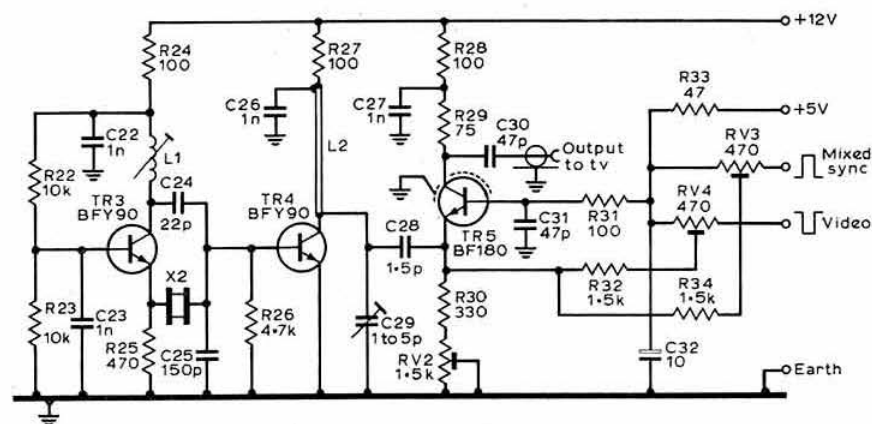 +12V
R24
100
R27
100
R28
100
R33
47
+5V
C22
1n
L1
C26
1n
L2
C27
1n
R29
75
C30
47p
Output
to tv
RV3
470
Mixed
sync
R22
10k
TR3
BFY90
C24
22p
TR4
BFY90
C28
1·5p
TR5
BF180
C31
47p
R31
100
RV4
470
Video
X2
R23
10k
C23
1n
R25
470
C25
150p
R26
4·7k
C29
1 to 5p
R30
330
RV2
1·5k
R32
1·5k
R34
1·5k
C32
10
Earth